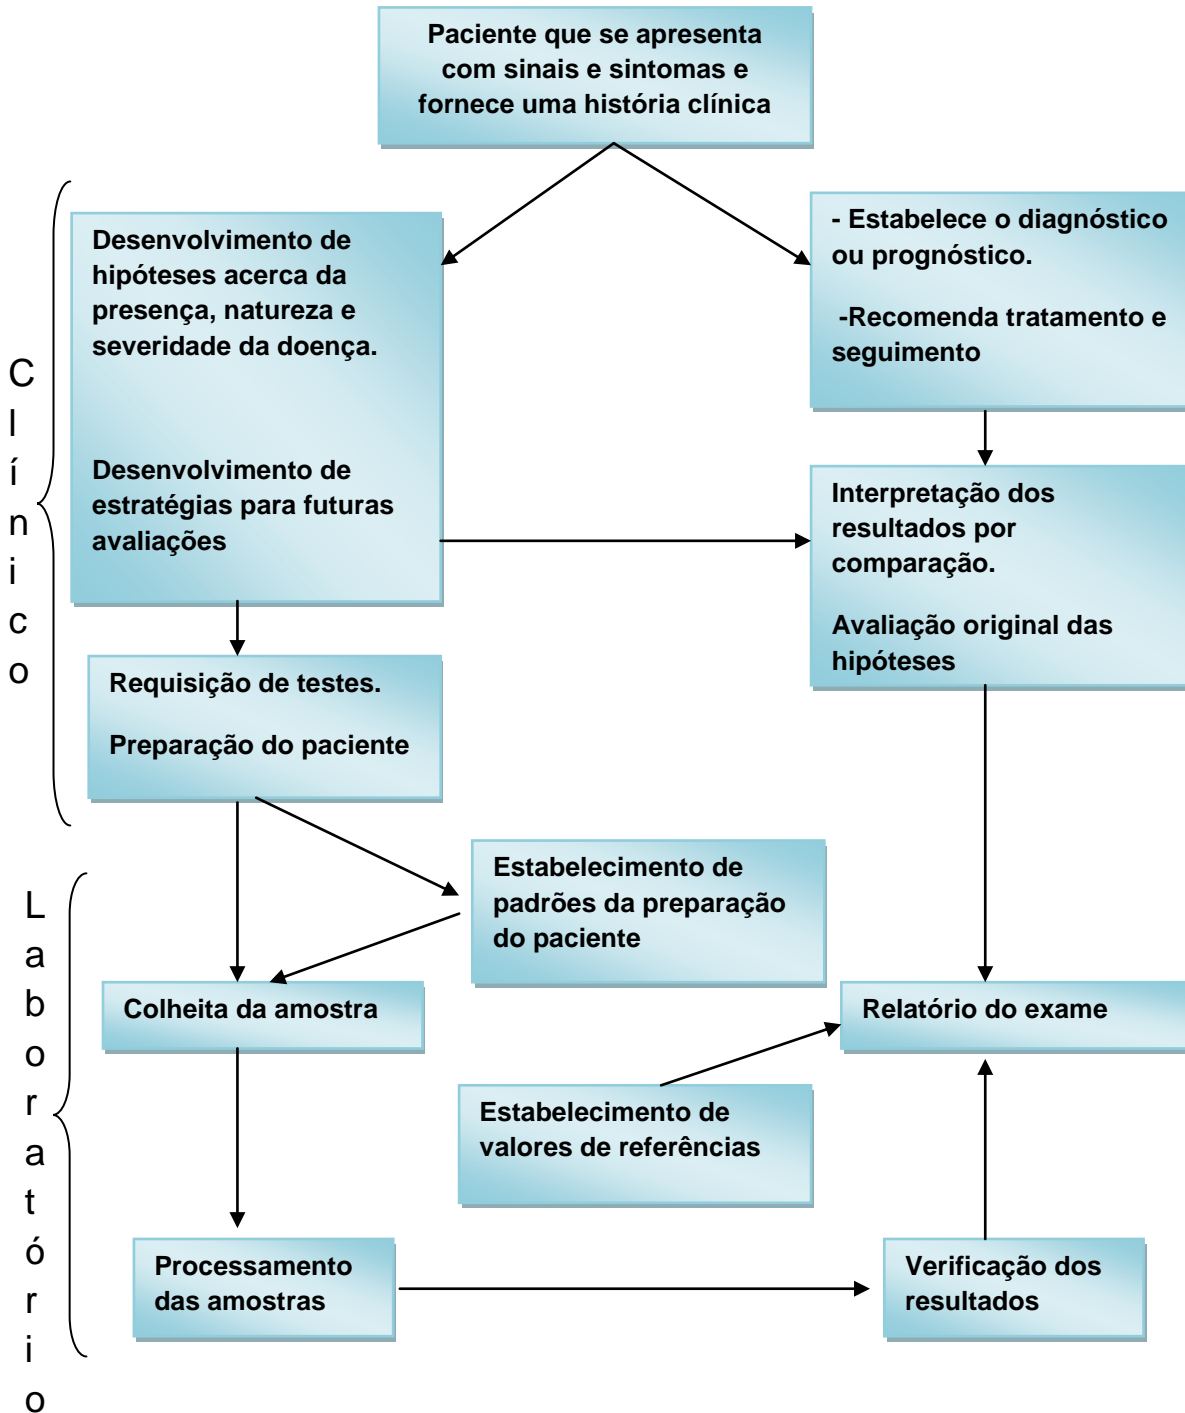 Paciente que se apresenta
com sinais e sintomas e
fornece uma história clínica
Clínico
Desenvolvimento de
hipóteses acerca da
presença, natureza e
severidade da doença.
Desenvolvimento de
estratégias para futuras
avaliações
- Estabelece o diagnóstico
ou prognóstico.
-Recomenda tratamento e
seguimento
Interpretação dos
resultados por
comparação.
Avaliação original das
hipóteses
Requisição de testes.
Preparação do paciente
Laboratório
Estabelecimento de
padrões da preparação
do paciente
Colheita da amostra
Relatório do exame
Estabelecimento de
valores de referências
Processamento
das amostras
Verificação dos
resultados